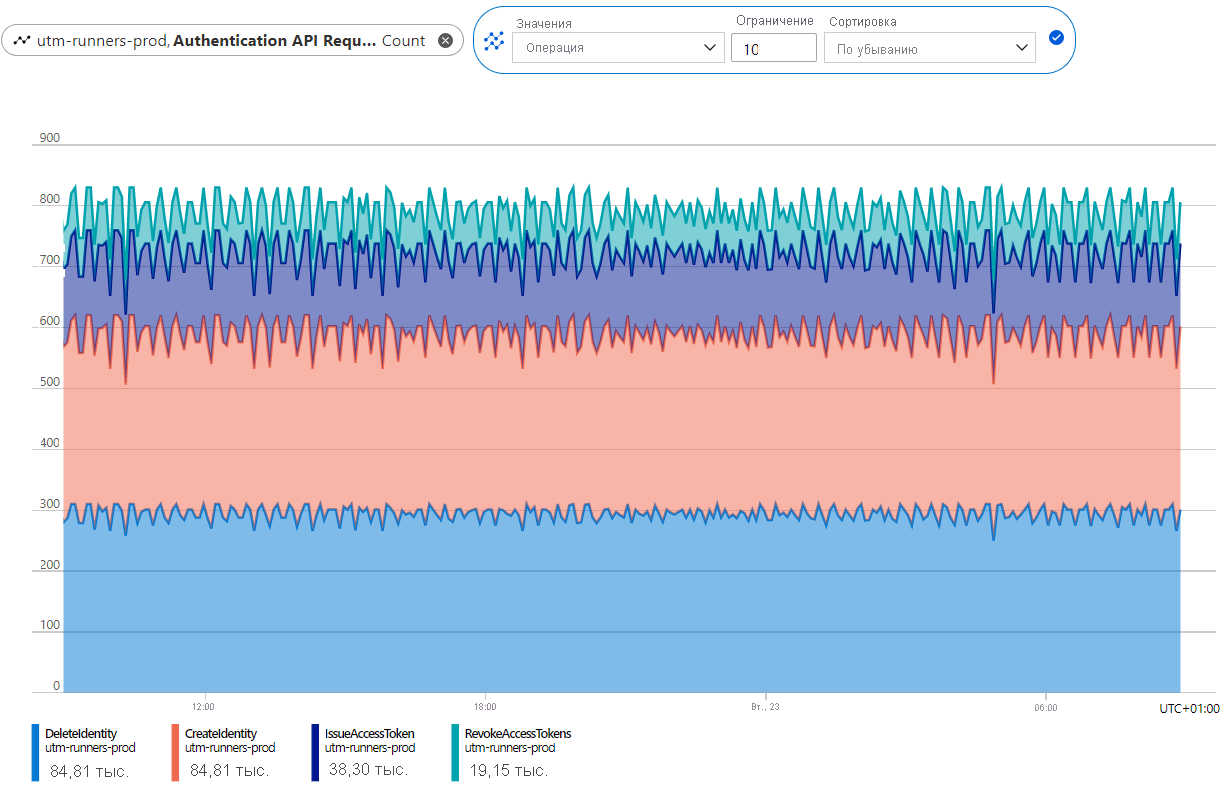 utm-runners-prod, Authentication API Requ... Count
Значения
Операция
Ограничение
10
Сортировка
По убыванию
900
800
700
600
500
400
300
200
100
0
12:00
18:00
Вт., 23
06:00
UTC+01:00
DeleteIdentity
utm-runners-prod
84,81 тыс.
CreateIdentity
utm-runners-prod
84,81 тыс.
IssueAccessToken
utm-runners-prod
38,30 тыс.
RevokeAccessTokens
utm-runners-prod
19,15 тыс.